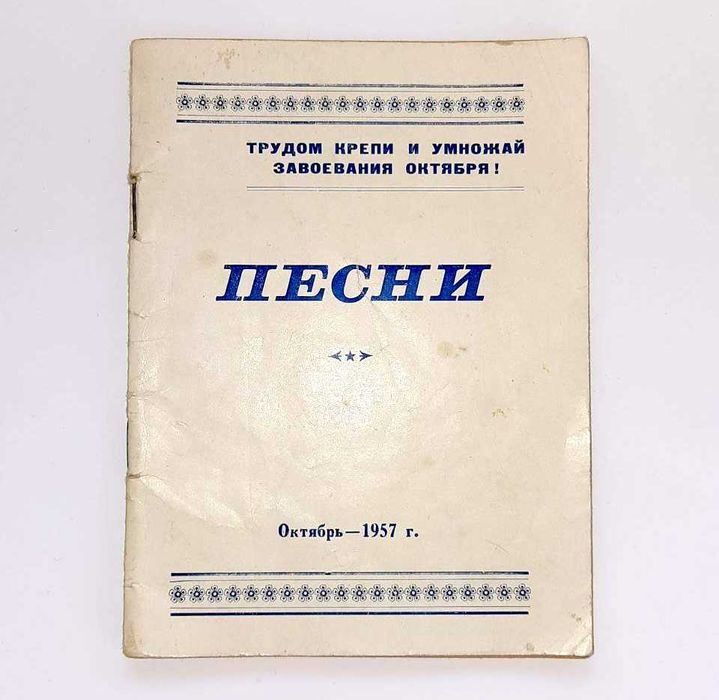 ТРУДОМ КРЕПИ И УМНОЖАЙ
ЗАВОЕВАНИЯ ОКТЯБРЯ!
ПЕСНИ
Октябрь—1957 г.